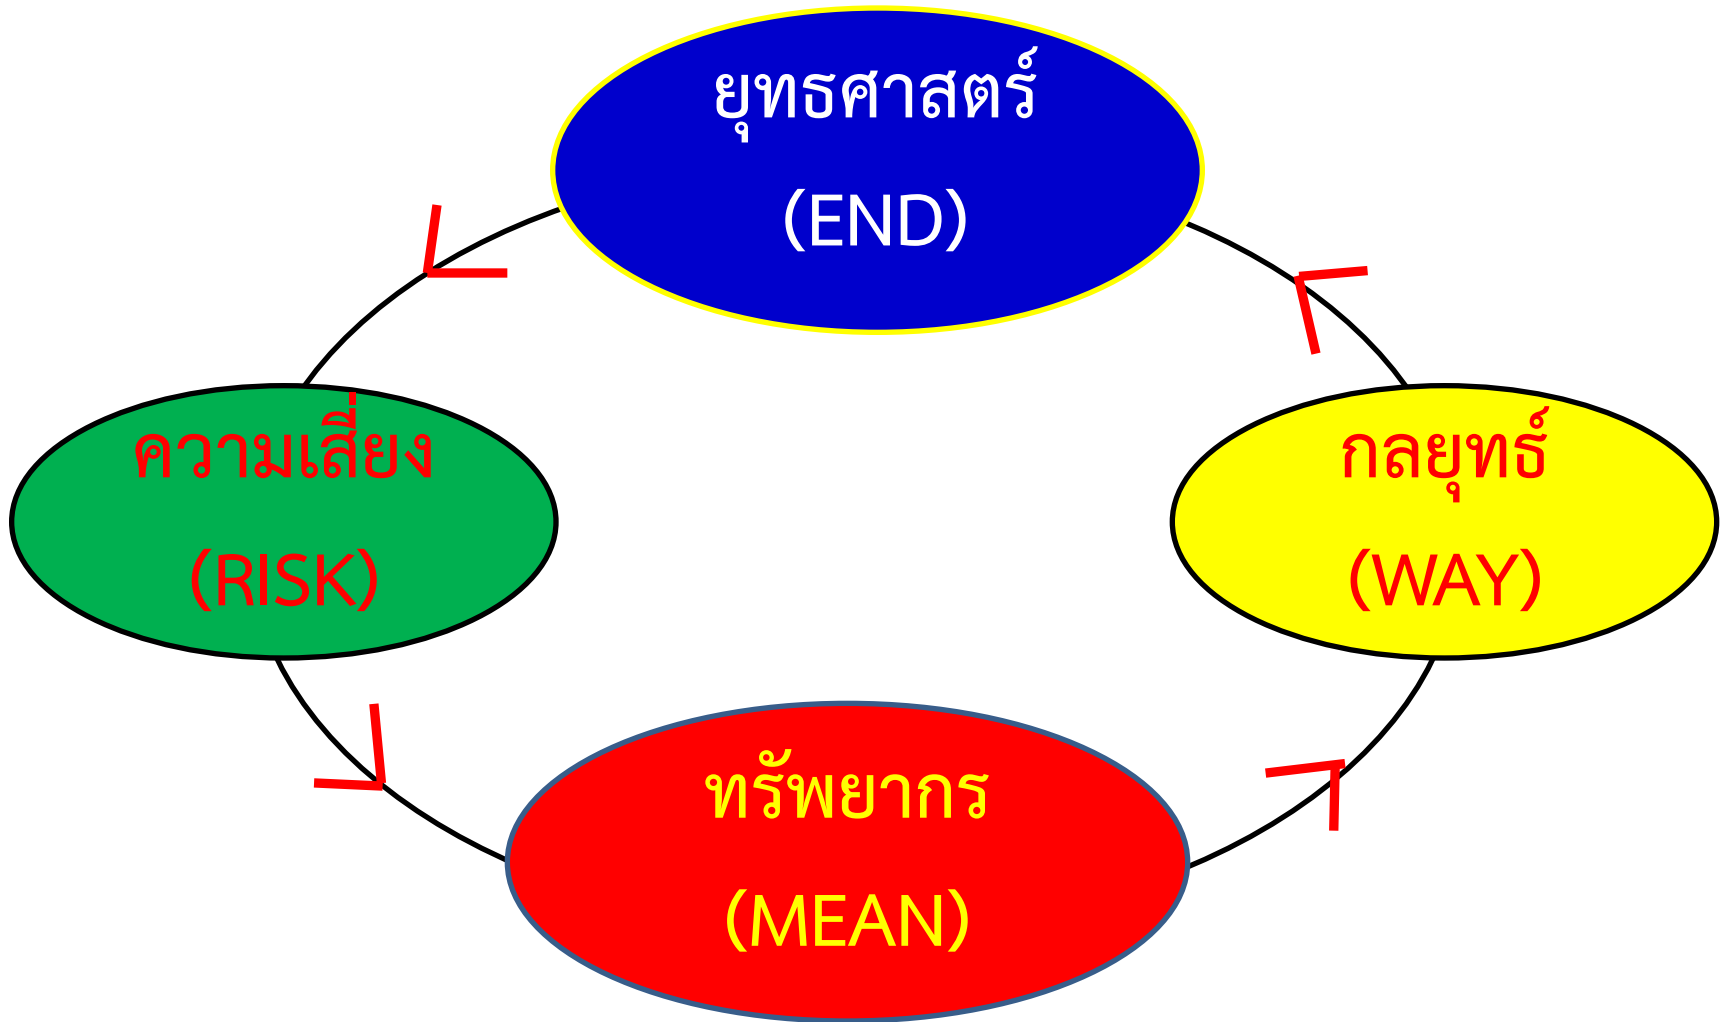 ยุทธศาสตร์
(END)
ความเสี่ยง
(RISK)
กลยุทธ์
(WAY)
ทรัพยากร
(MEAN)